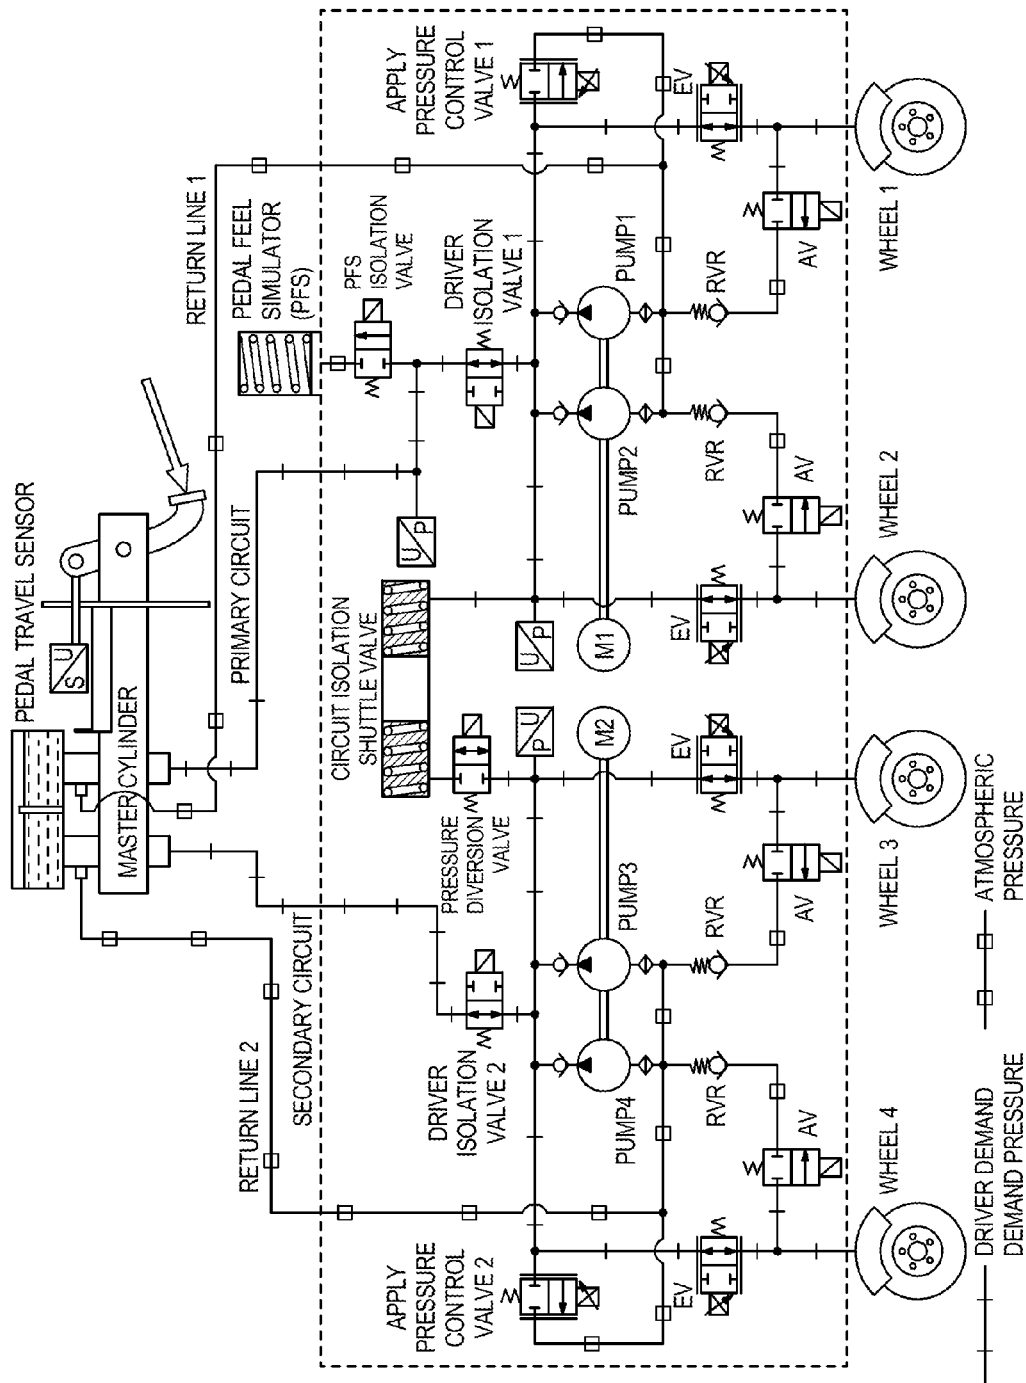 PEDAL TRAVEL SENSOR
S U
MASTER CYLINDER
RETURN LINE 1
PRIMARY CIRCUIT
SECONDARY CIRCUIT
RETURN LINE 2
PEDAL FEEL
SIMULATOR
(PFS)
PFS
ISOLATION
VALVE
APPLY
PRESSURE
CONTROL
VALVE 1
DRIVER
ISOLATION
VALVE 1
U P
CIRCUIT ISOLATION
SHUTTLE VALVE
PRESSURE
DIVERSION
VALVE
DRIVER
ISOLATION
VALVE 2
APPLY
PRESSURE
CONTROL
VALVE 2
P U
U P
PUMP4
PUMP3
M2
M1
PUMP2
PUMP1
EV
RVR
RVR
EV
EV
RVR
RVR
EV
AV
AV
AV
AV
WHEEL 4
WHEEL 3
WHEEL 2
WHEEL 1
DRIVER DEMAND
DEMAND PRESSURE
ATMOSPHERIC
PRESSURE